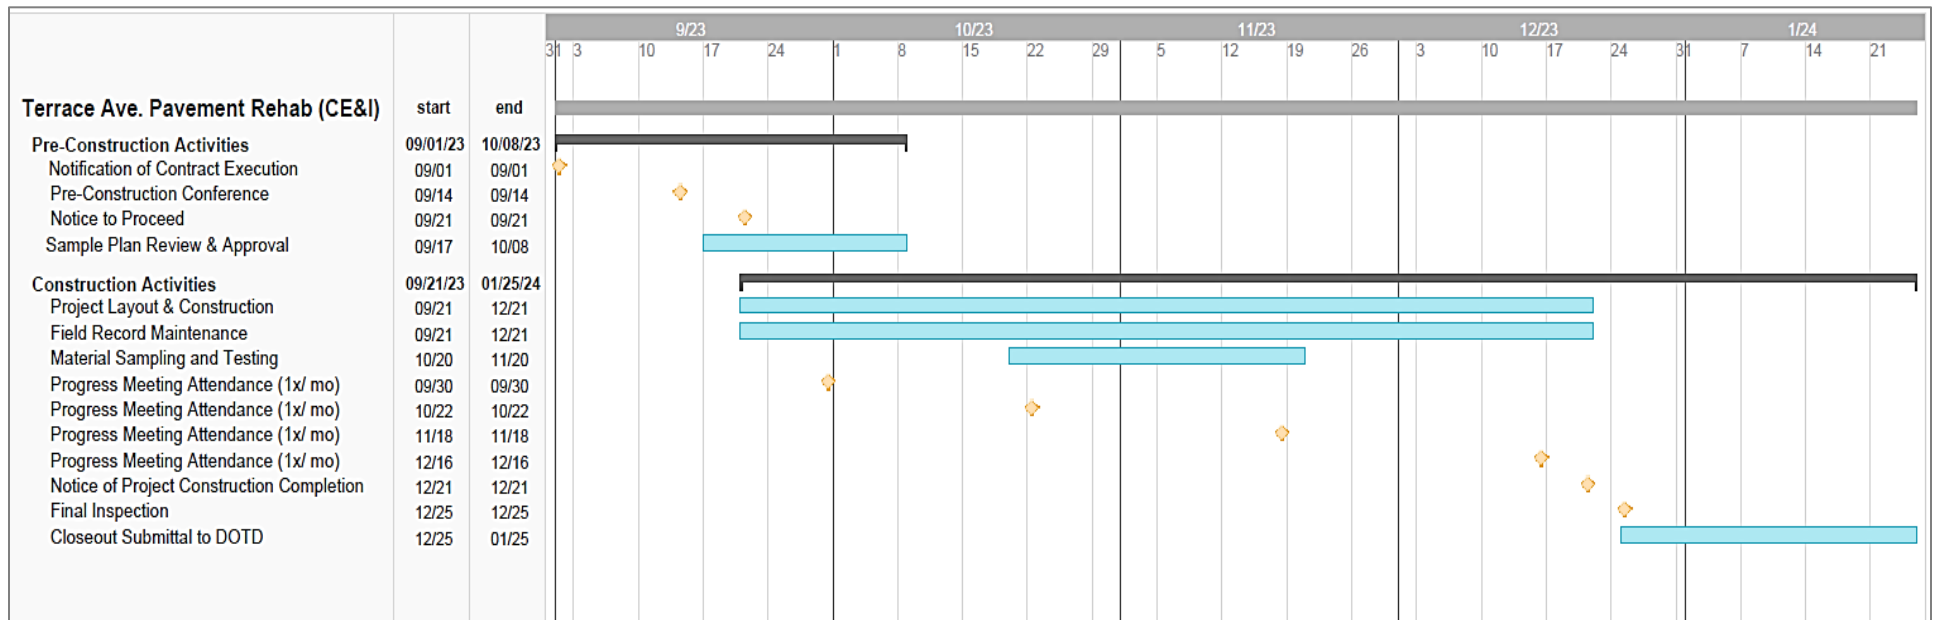 9/23 10/23 11/23 12/23 1/24
31 3 10 17 24 1 8 15 22 29 5 12 19 26 3 10 17 24 31 7 14 21
Terrace Ave. Pavement Rehab (CE&I) start end
Pre-Construction Activities 09/01/23 10/08/23
Notification of Contract Execution 09/01 09/01
Pre-Construction Conference 09/14 09/14
Notice to Proceed 09/21 09/21
Sample Plan Review & Approval 09/17 10/08
Construction Activities 09/21/23 01/25/24
Project Layout & Construction 09/21 12/21
Field Record Maintenance 09/21 12/21
Material Sampling and Testing 10/20 11/20
Progress Meeting Attendance (1x/ mo) 09/30 09/30
Progress Meeting Attendance (1x/ mo) 10/22 10/22
Progress Meeting Attendance (1x/ mo) 11/18 11/18
Progress Meeting Attendance (1x/ mo) 12/16 12/16
Notice of Project Construction Completion 12/21 12/21
Final Inspection 12/25 12/25
Closeout Submittal to DOTD 12/25 01/25